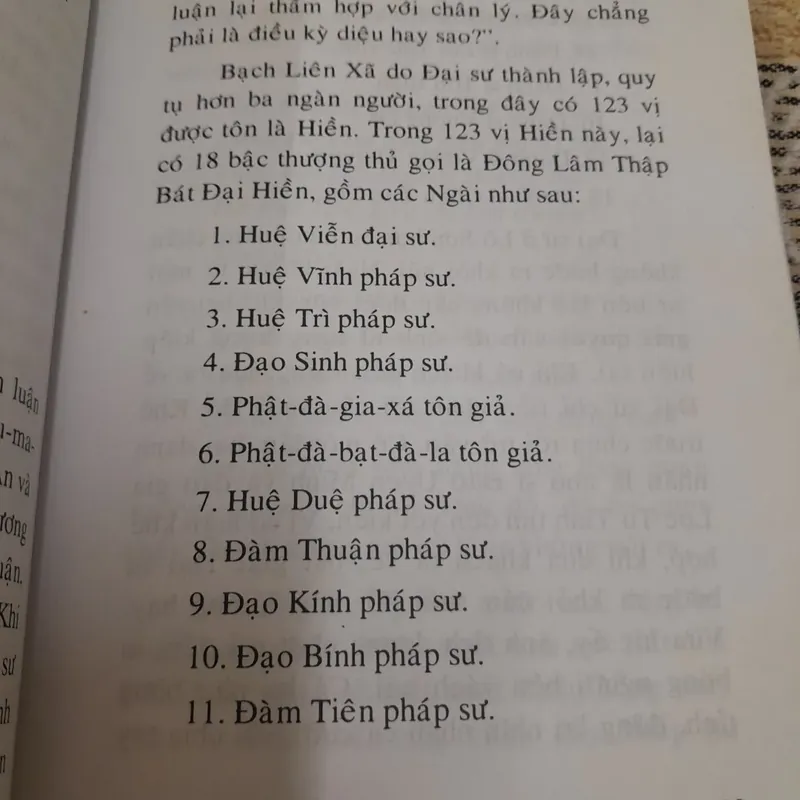 luận lại thầm hợp với chân lý. Đây chẳng
phải là điều kỳ diệu hay sao?".
Bạch Liên Xã do Đại sư thành lập, quy
tụ hơn ba ngàn người, trong đây có 123 vị
được tôn là Hiền. Trong 123 vị Hiền này, lại
có 18 bậc thượng thủ gọi là Đông Lâm Thập
Bát Đại Hiền, gồm các Ngài như sau:
1. Huệ Viễn đại sư.
2. Huệ Vĩnh pháp sư.
3. Huệ Trì pháp sư.
4. Đạo Sinh pháp sư.
5. Phật-đà-gia-xá tôn giả.
6. Phật-đà-bạt-đà-la tôn giả.
7. Huệ Duệ pháp sư.
8. Đàm Thuận pháp sư.
9. Đạo Kính pháp sư.
10. Đạo Bính pháp sư.
11. Đàm Tiên pháp sư.
luận
-ma-
và
ương
Khi
sư